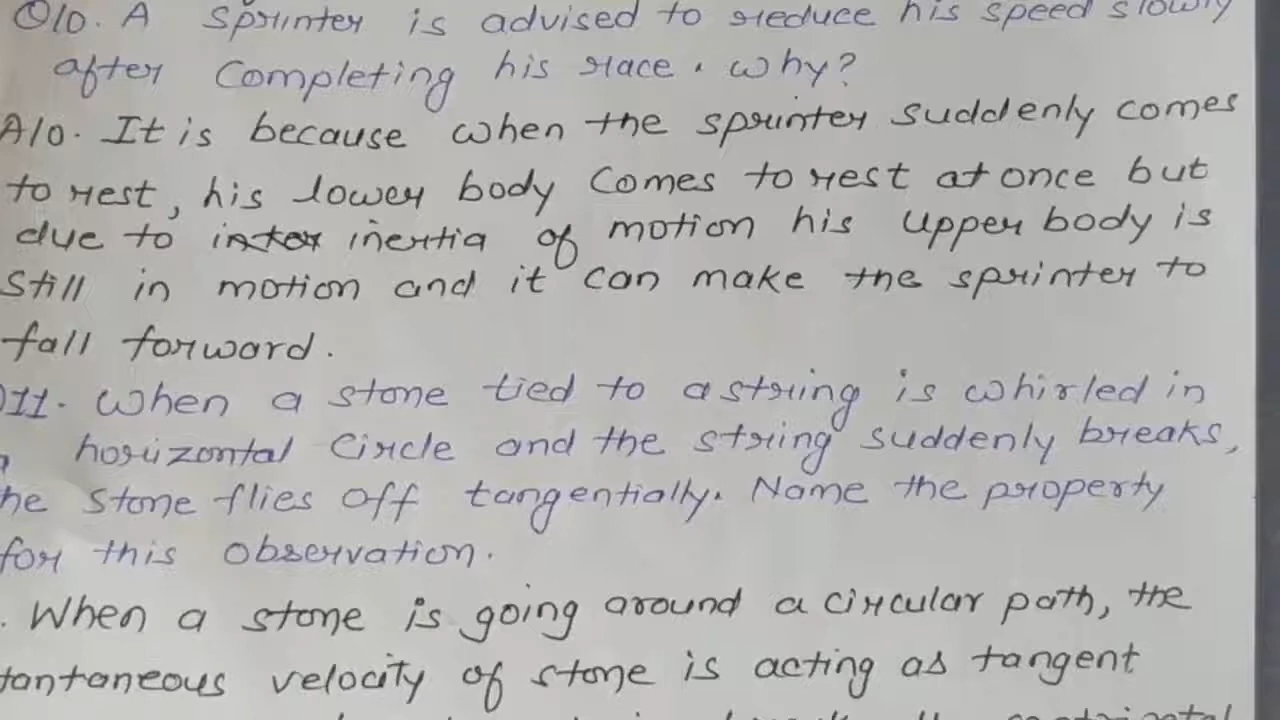 Q10. A sprinter is advised to reduce his speed slowly
after Completing his race. why?
A10. It is because when the sprinter suddenly comes
to rest, his lower body Comes to rest at once but
due to inertia of motion his upper body is
Still in motion and it can make the sprinter to
fall forward.
11. When a stone tied to a string is whirled in
horizontal Circle and the string suddenly breaks,
he Stone flies off tangentially. Name the property
for this observation.
. When a stone is going around a circular path, the
tantaneous velocity of stone is acting as tangent